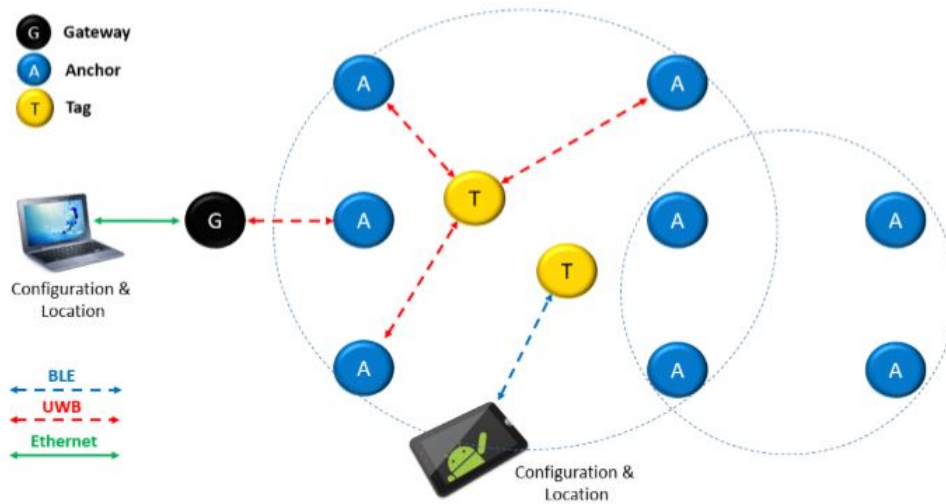 G Gateway
A Anchor
T Tag
A
A
T
G
A
A
A
T
Configuration &
Location
A
A
A
BLE
UWB
Ethernet
Configuration &
Location